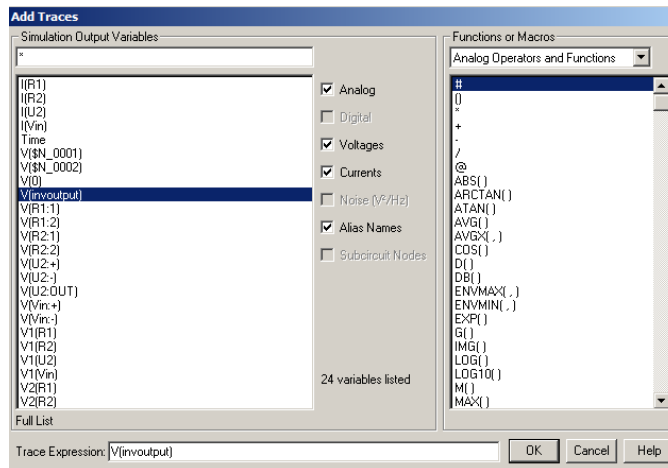 Add Traces
Simulation Output Variables
*
I(R1)
I(R2)
I(U2)
I(Vin)
Time
V($N_0001)
V($N_0002)
V(0)
V(invoutput)
V(R1:1)
V(R1:2)
V(R2:1)
V(R2:2)
V(U2:+)
V(U2:-)
V(U2:OUT)
V(Vin:+)
V(Vin:-)
V1(R1)
V1(R2)
V1(U2)
V1(Vin)
V2(R1)
V2(R2)
Full List
Analog
Digital
Voltages
Currents
Noise (V²/Hz)
Alias Names
Subcircuit Nodes
24 variables listed
Functions or Macros
Analog Operators and Functions
#
()
*
+
-
/
@
ABS( )
ARCTAN( )
ATAN( )
AVG( )
AVGX( , )
COS( )
D( )
DB( )
ENVMAX( , )
ENVMIN( , )
EXP( )
G( )
IMG( )
LOG( )
LOG10( )
M( )
MAX( )
Trace Expression: V(invoutput)
OK
Cancel
Help